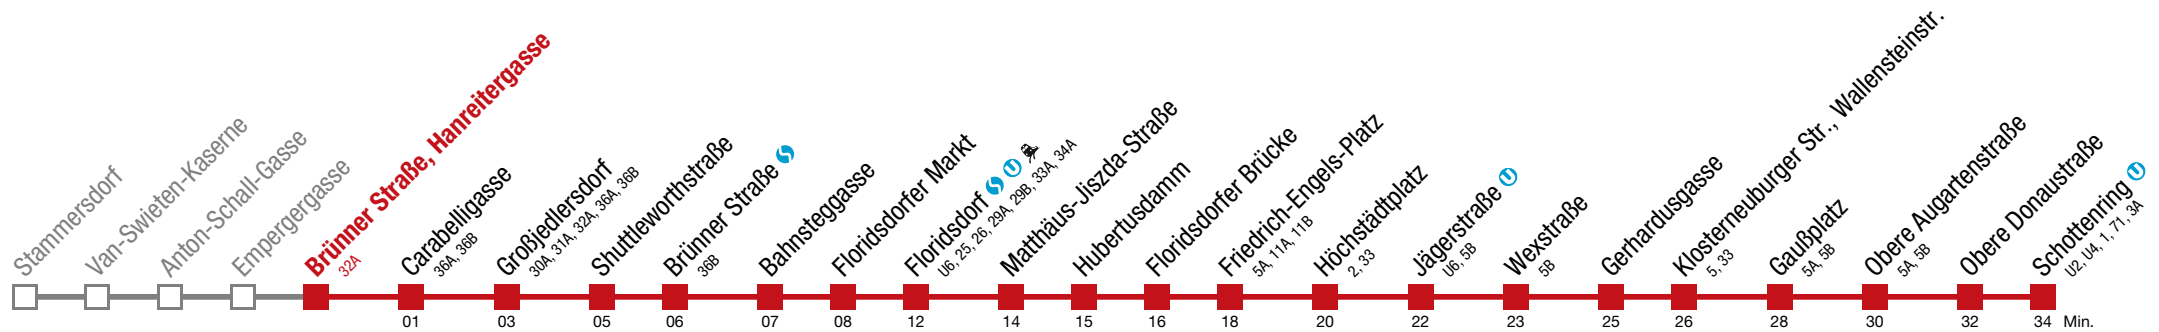 Stammersdorf
Van-Swieten-Kaserne
Anton-Schall-Gasse
Empergergasse
Brünner Straße, Hanreitergasse
32A
Carabelligasse
36A, 36B
Großjedlersdorf
30A, 31A, 32A, 36A, 36B
Shuttleworthstraße
Brünner Straße S
36B
Bahnsteggasse
Floridsdorfer Markt
Floridsdorf S U
U6, 25, 26, 29A, 29B, 33A, 34A
Matthäus-Jiszda-Straße
Hubertusdamm
Floridsdorfer Brücke
Friedrich-Engels-Platz
5A, 11A, 11B
Höchstädtplatz
2, 33
Jägerstraße U
U6, 5B
Wexstraße
5B
Gerhardusgasse
Klosterneuburger Str., Wallensteinstr.
5, 33
Gaußplatz
5A, 5B
Obere Augartenstraße
5A, 5B
Obere Donaustraße
Schottenring U
U2, U4, 1, 71, 3A
01 03 05 06 07 08 12 14 15 16 18 20 22 23 25 26 28 30 32 34 Min.